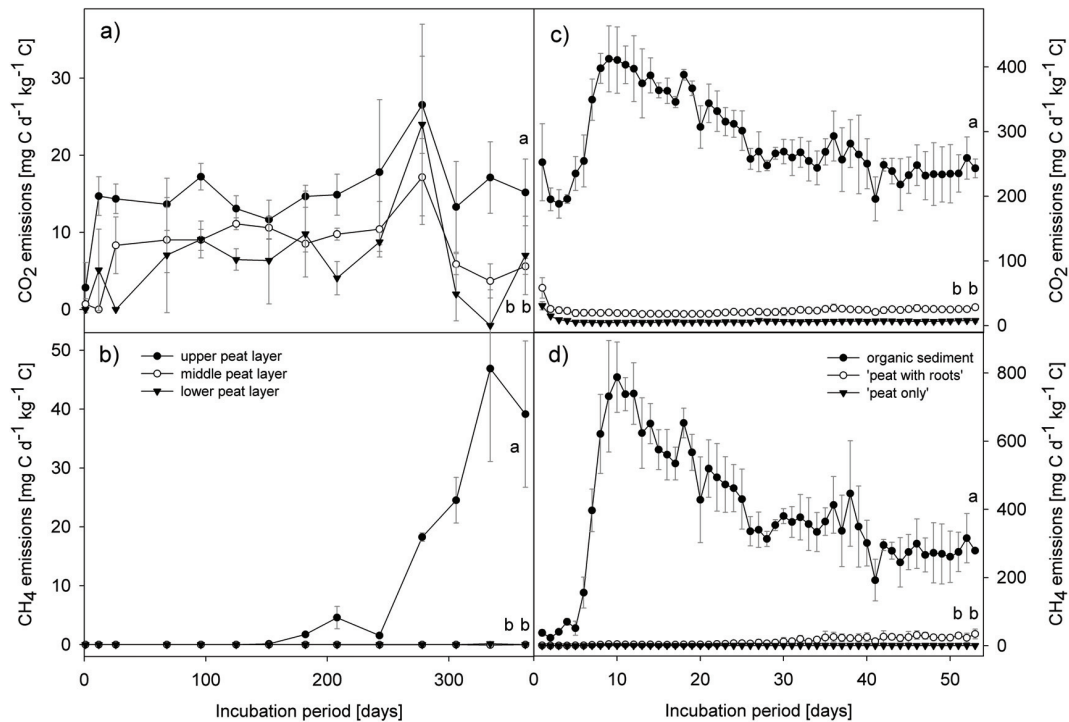 a)
CO2 emissions [mg C d-1 kg-1 C]
30
20
10
0
a
b b
b)
upper peat layer
middle peat layer
lower peat layer
CH4 emissions [mg C d-1 kg-1 C]
50
40
30
20
10
0
a
b b
0 100 200 300
Incubation period [days]
c)
CO2 emissions [mg C d-1 kg-1 C]
400
300
200
100
0
a
b b
d)
organic sediment
'peat with roots'
'peat only'
CH4 emissions [mg C d-1 kg-1 C]
800
600
400
200
0
a
b b
0 10 20 30 40 50
Incubation period [days]